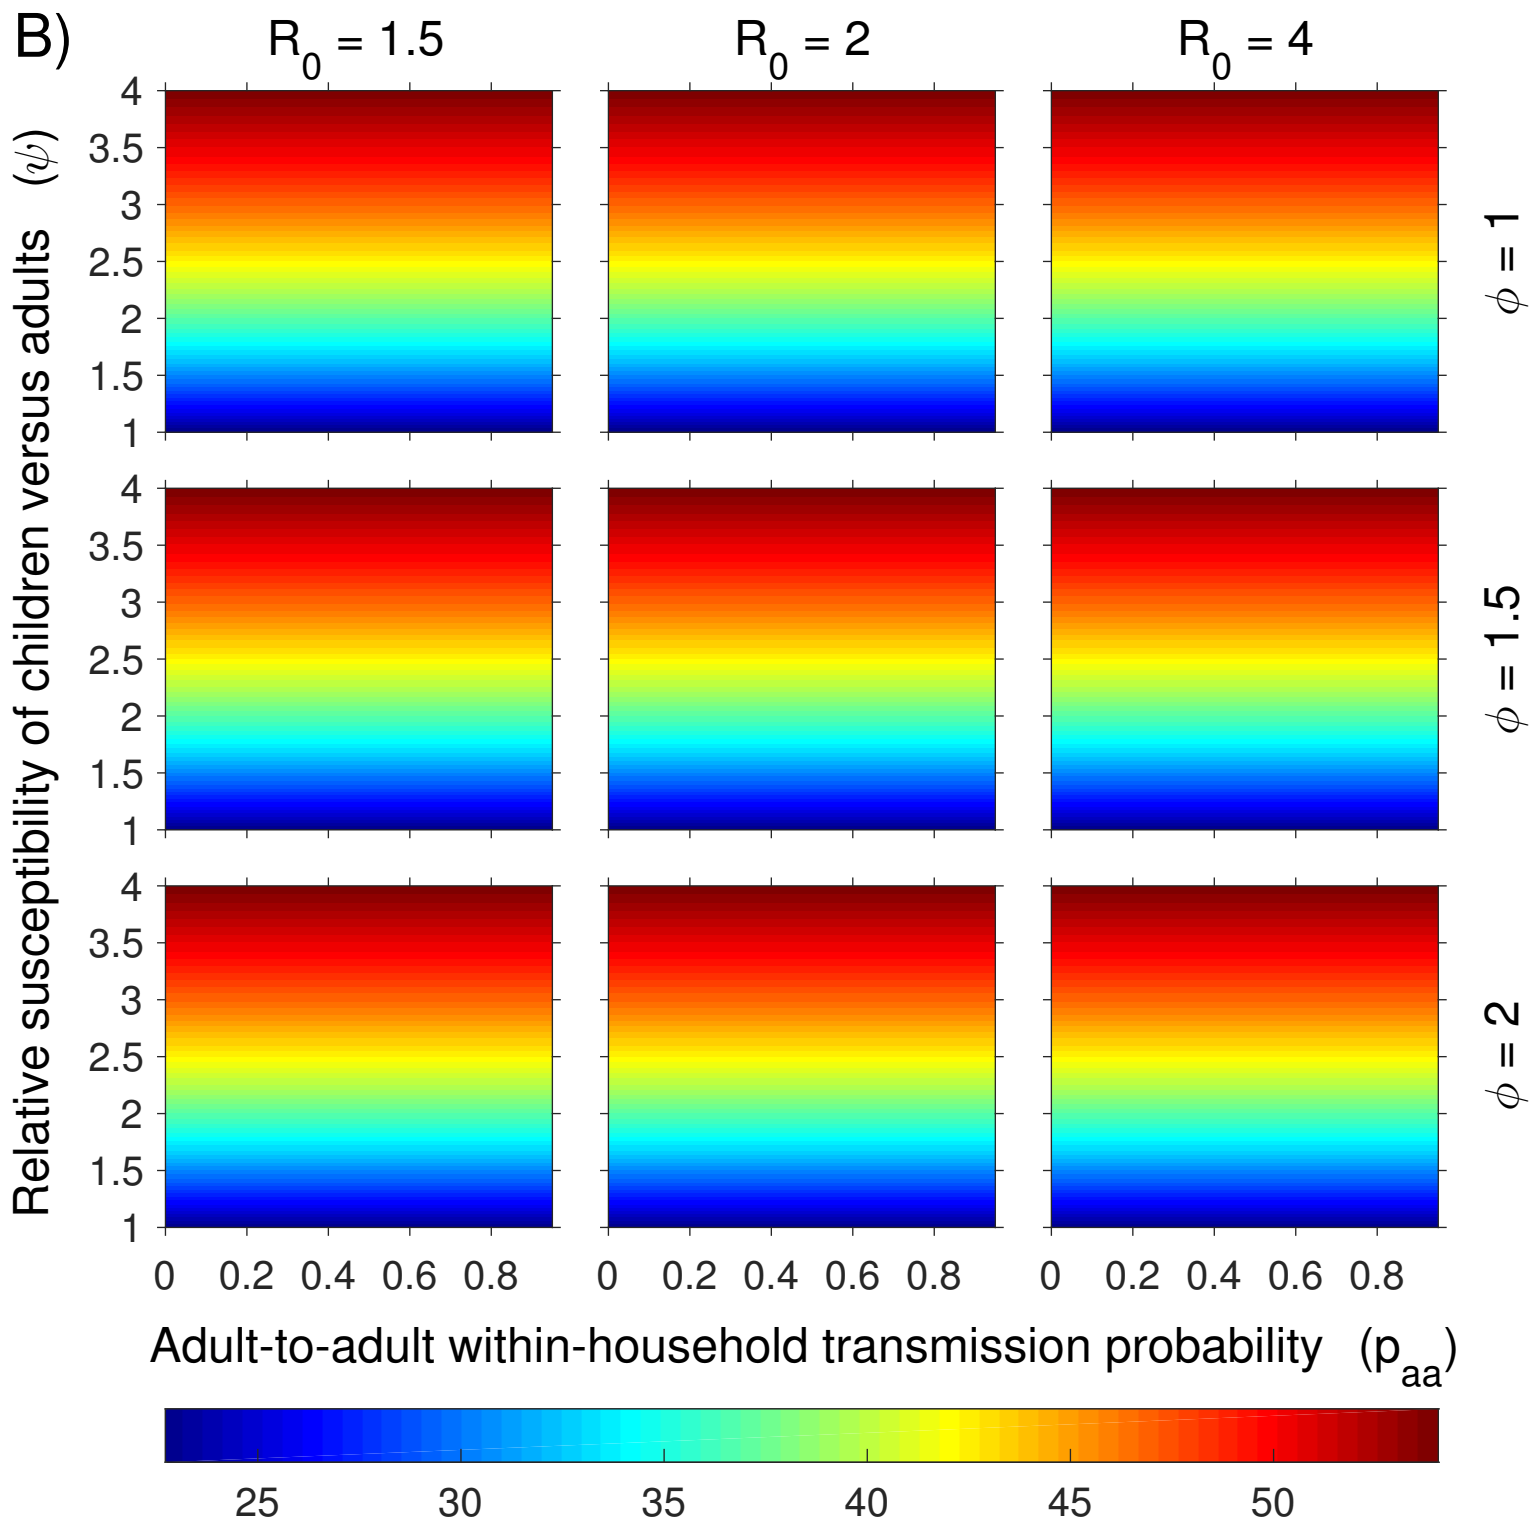 B)
R0 = 1.5 R0 = 2 R0 = 4
Relative susceptibility of children versus adults (ψ)
4
3.5
3
2.5
2
1.5
1
ϕ = 1
4
3.5
3
2.5
2
1.5
1
ϕ = 1.5
4
3.5
3
2.5
2
1.5
1
ϕ = 2
0 0.2 0.4 0.6 0.8 0 0.2 0.4 0.6 0.8 0 0.2 0.4 0.6 0.8
Adult-to-adult within-household transmission probability (paa)
25 30 35 40 45 50